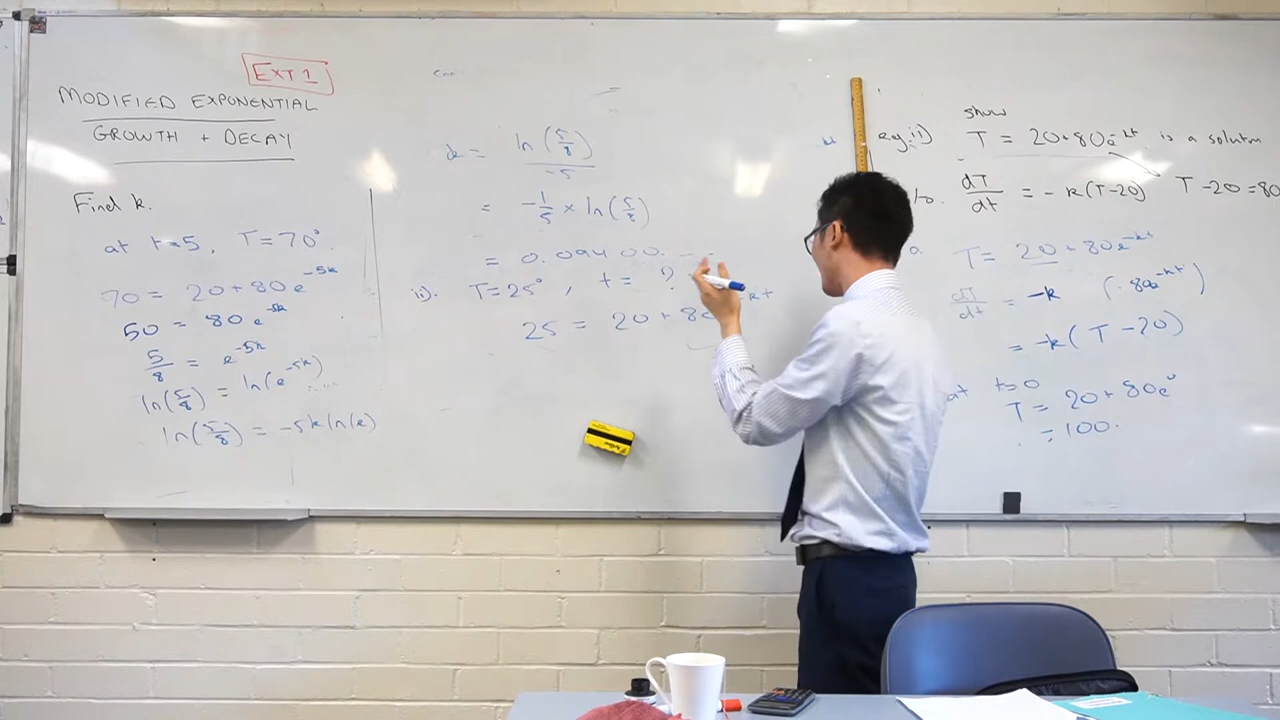 EXT 1
MODIFIED EXPONENTIAL
GROWTH + DECAY
Find k.
at t=5, T=70°
70 = 20+80e^{-5k}
50 = 80e^{-5k}
5/8 = e^{-5k}
ln(5/8) = ln(e^{-5k})
ln(5/8) = -5k ln(e)
k = ln(5/8)/-5
= -1/5 × ln(5/8)
= 0.09400...
ii). T=25°, t= ?
25 = 20+80
show
eg: i) T = 20+80e^{-kt} is a solution
dT/dt = -k(T-20) T-20=80
T= 20+80e^{-kt}
dT/dt = -k (80e^{-kt})
= -k(T-20)
at t=0
T= 20+80e^0
=100.